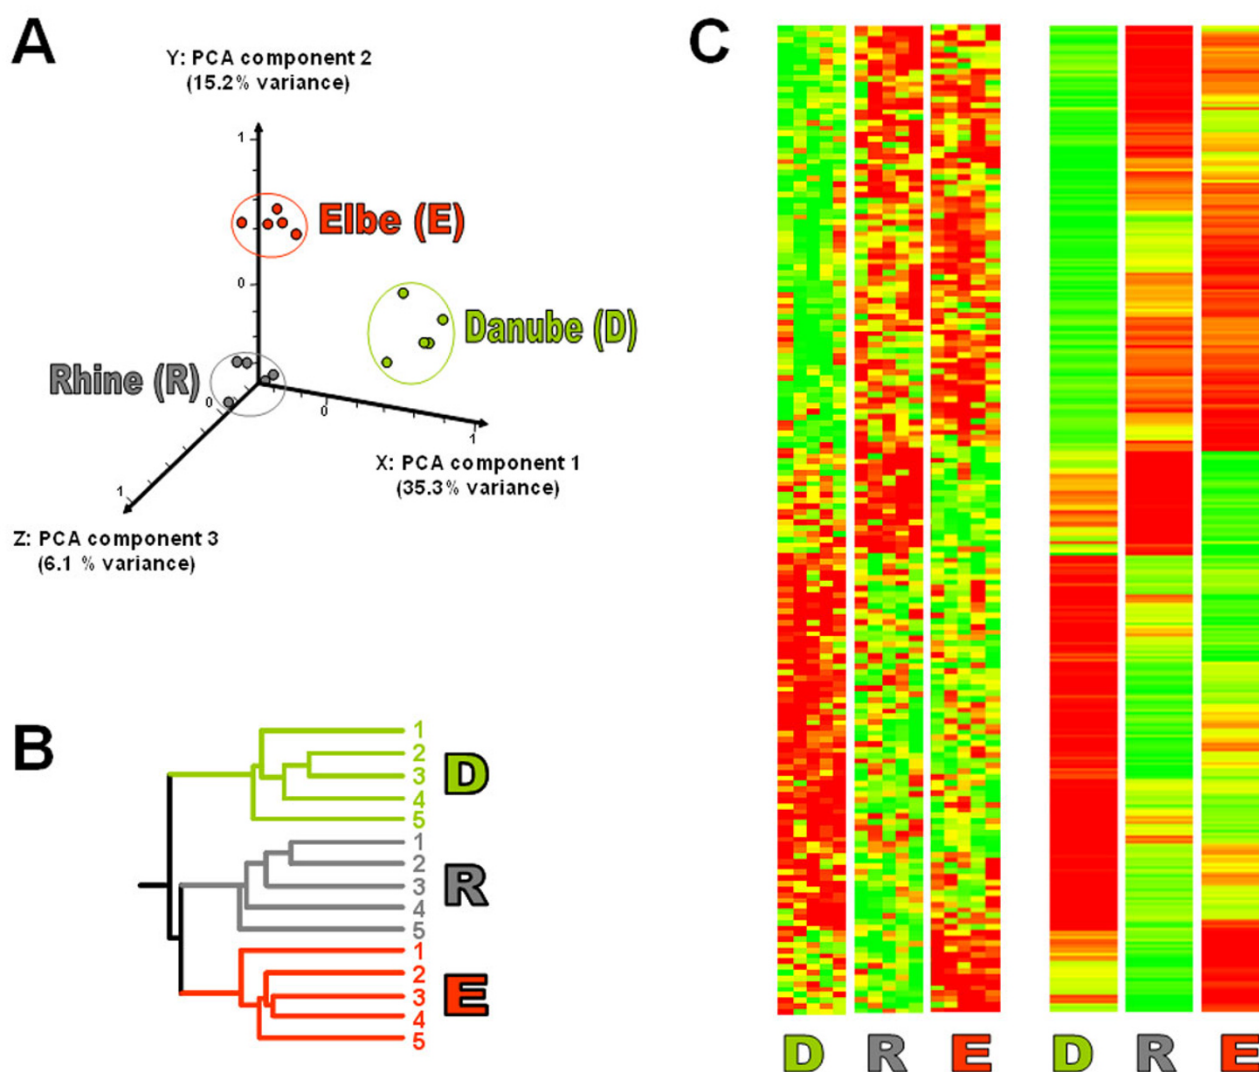 A
Y: PCA component 2
(15.2% variance)
1
Elbe (E)
0
Danube (D)
Rhine (R)
0
0
1
X: PCA component 1
(35.3% variance)
1
Z: PCA component 3
(6.1 % variance)
B
1
2
3
4
5
D
1
2
3
4
5
R
1
2
3
4
5
E
C
D R E D R E